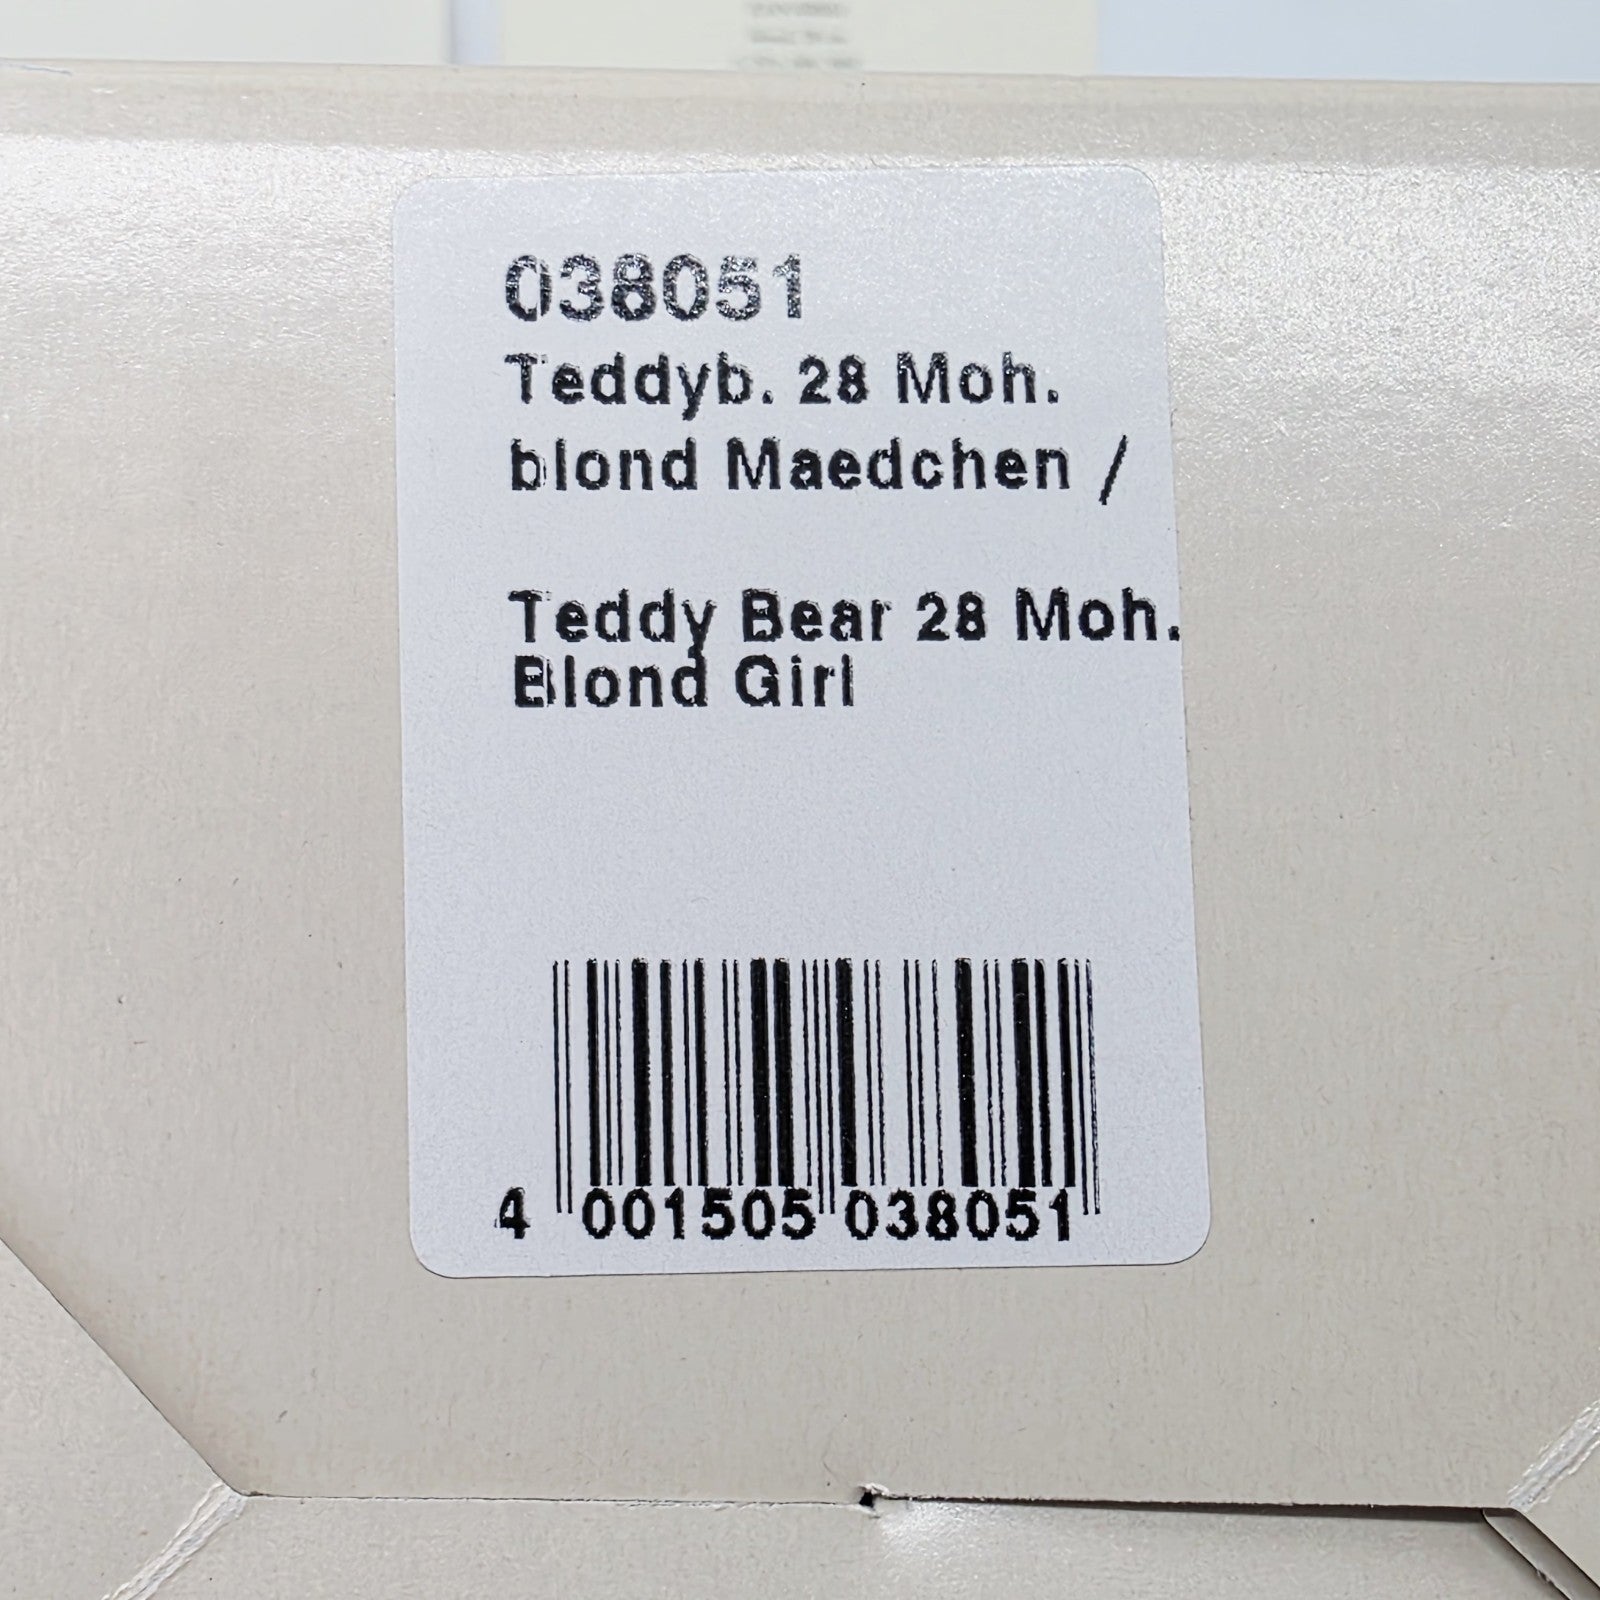 038051
Teddyb. 28 Moh.
blond Maedchen /
Teddy Bear 28 Moh.
Blond Girl
4 001505 038051